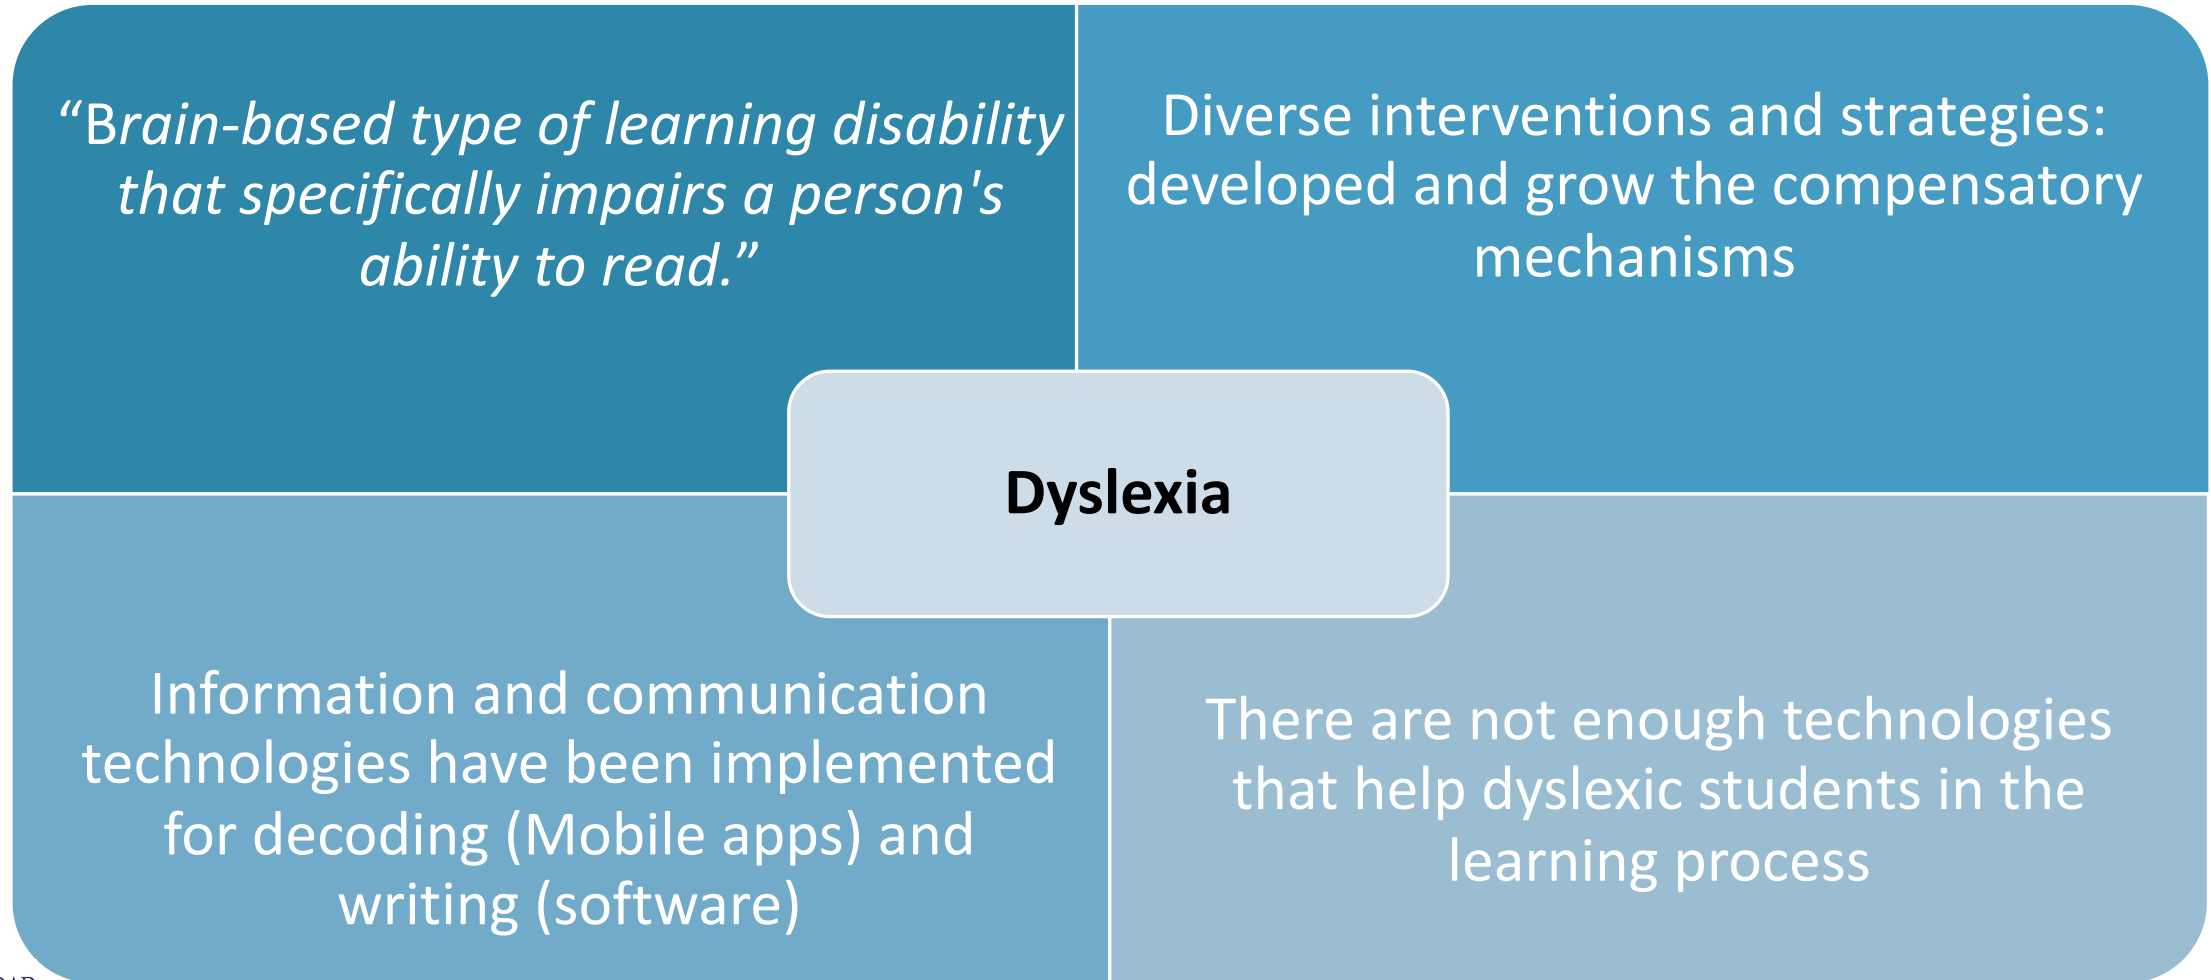 “Brain-based type of learning disability
that specifically impairs a person's
ability to read.”
Diverse interventions and strategies:
developed and grow the compensatory
mechanisms
Dyslexia
Information and communication
technologies have been implemented
for decoding (Mobile apps) and
writing (software)
There are not enough technologies
that help dyslexic students in the
learning process